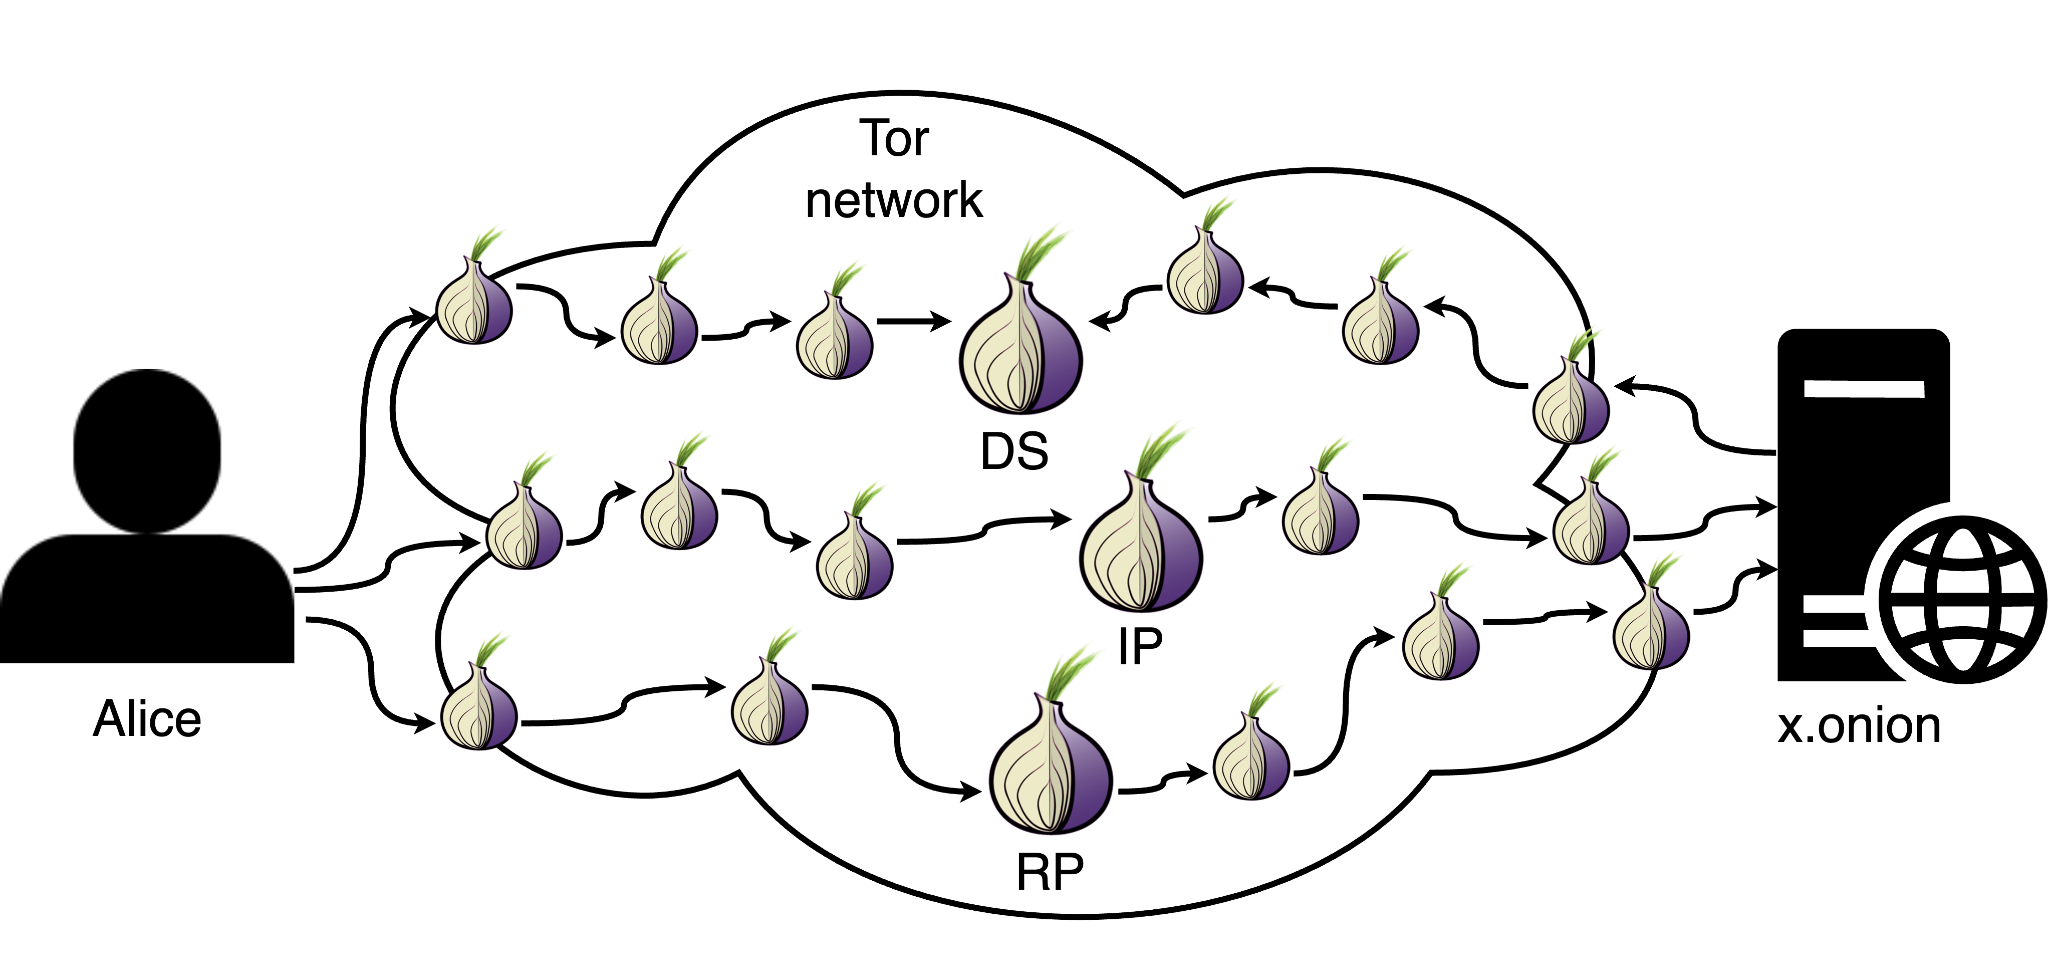 Tor
network
DS
IP
Alice
x.onion
RP